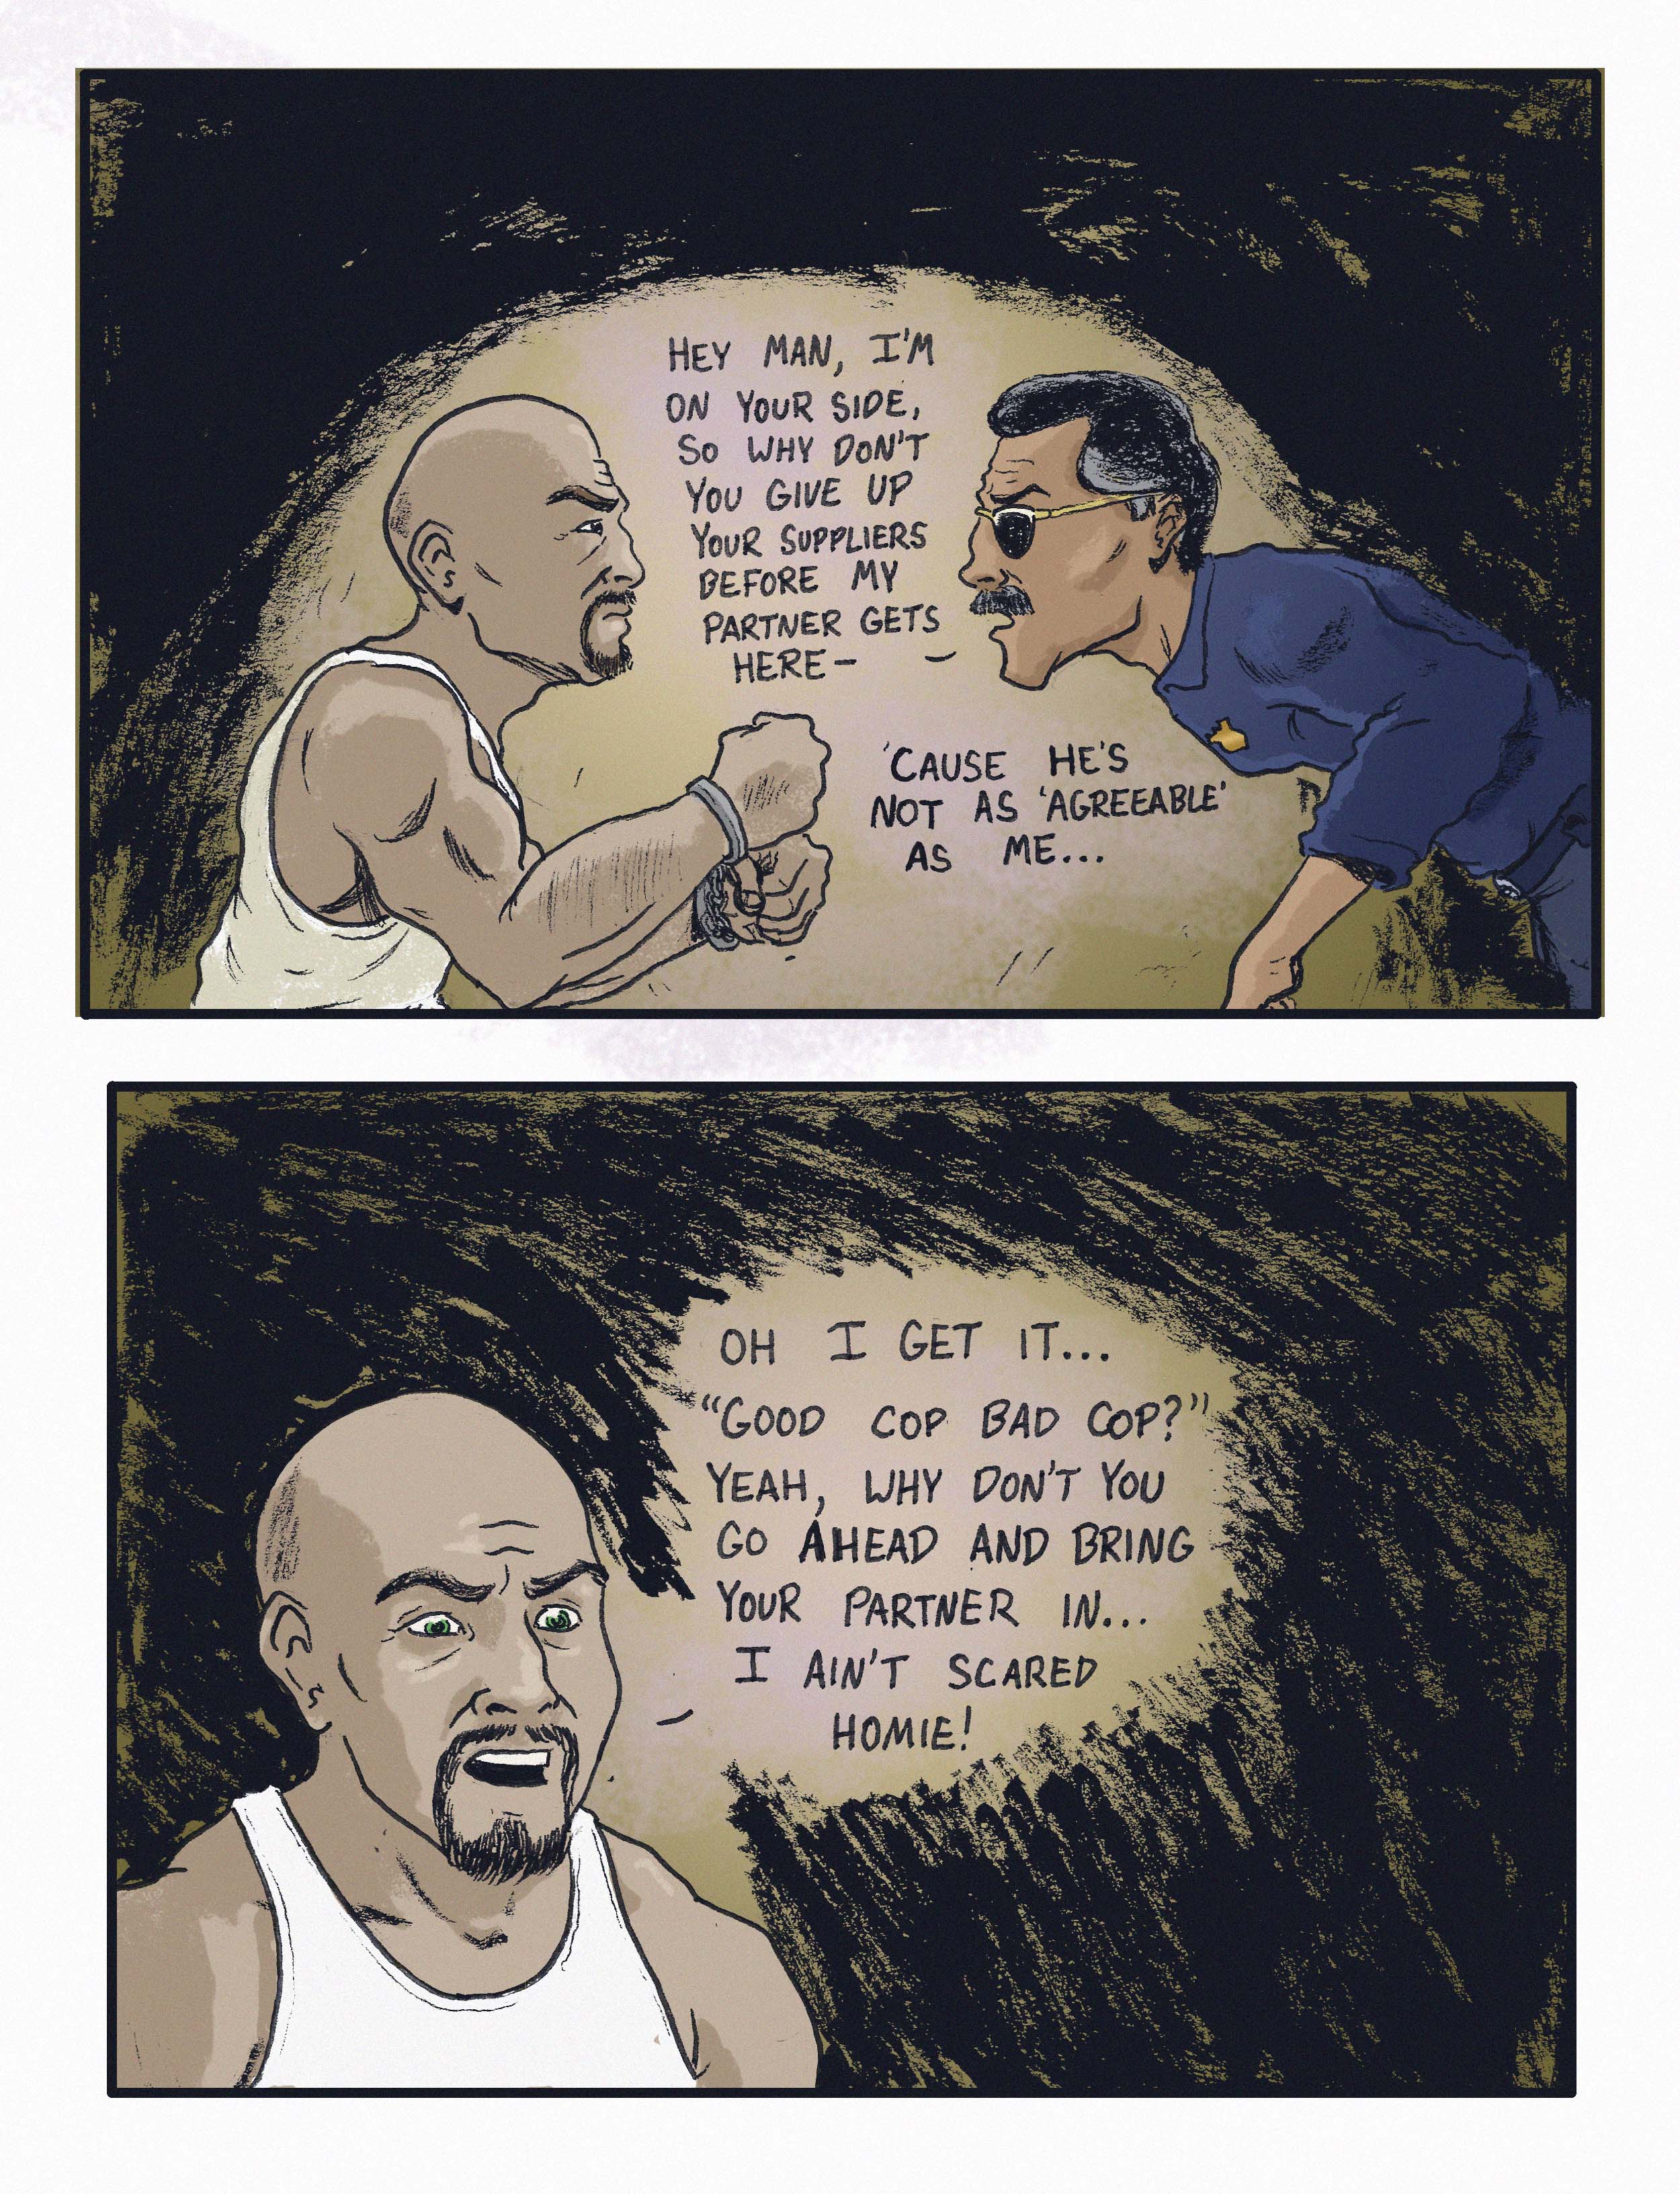 HEY MAN, I'M
ON YOUR SIDE,
SO WHY DON'T
YOU GIVE UP
YOUR SUPPLIERS
BEFORE MY
PARTNER GETS
HERE-
'CAUSE HE'S
NOT AS 'AGREEABLE'
AS ME...
OH I GET IT...
"GOOD COP BAD COP?"
YEAH, WHY DON'T YOU
GO AHEAD AND BRING
YOUR PARTNER IN...
I AIN'T SCARED
HOMIE!